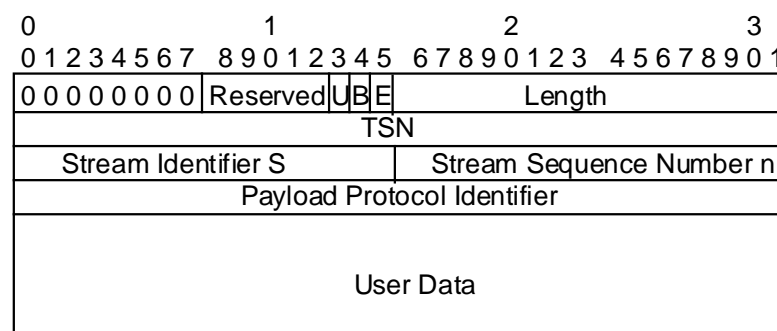 0 1 2 3
0 1 2 3 4 5 6 7 8 9 0 1 2 3 4 5 6 7 8 9 0 1 2 3 4 5 6 7 8 9 0 1
0 0 0 0 0 0 0 0 Reserved U B E Length
TSN
Stream Identifier S Stream Sequence Number n
Payload Protocol Identifier
User Data